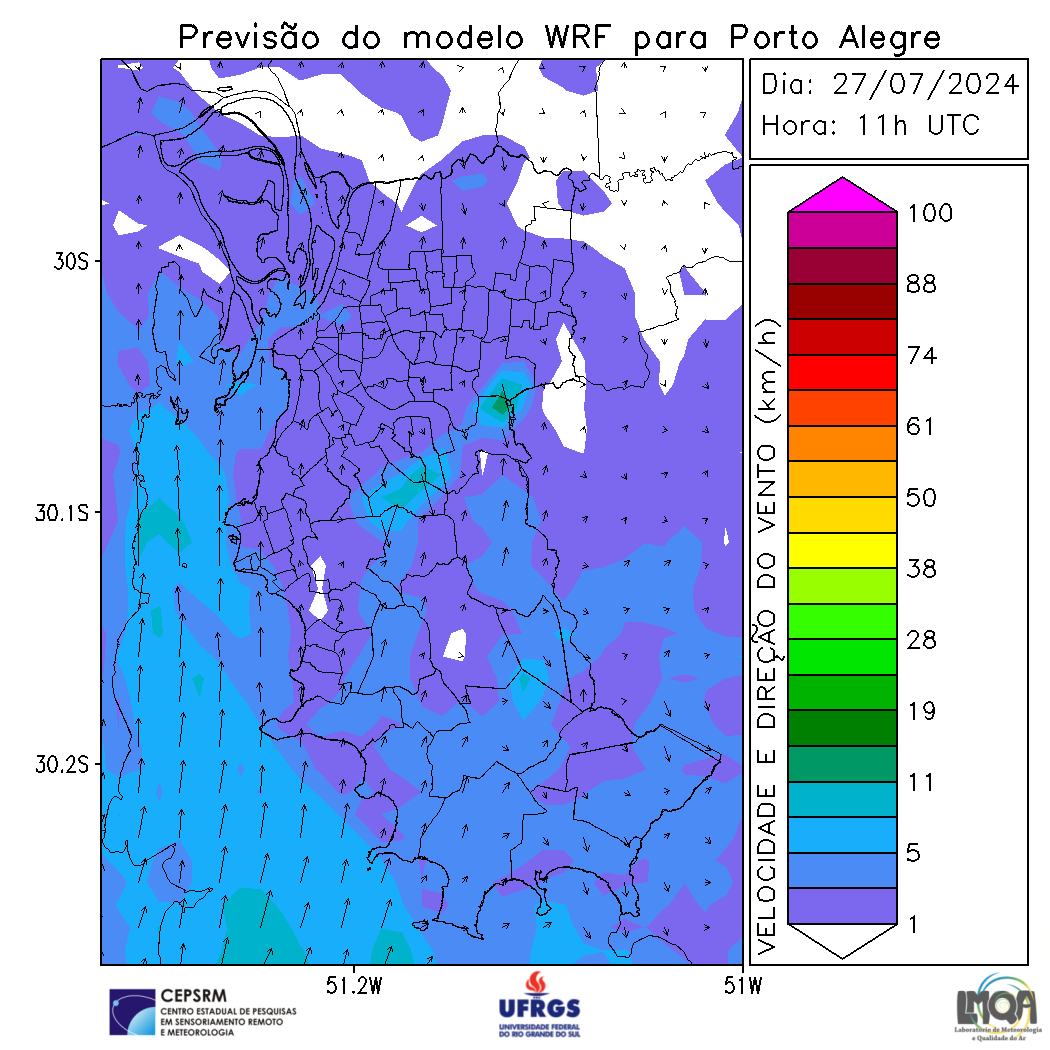 Previsão do modelo WRF para Porto Alegre
Dia: 27/07/2024
Hora: 11h UTC
30S
30.1S
30.2S
51.2W
51W
VELOCIDADE E DIREÇÃO DO VENTO (km/h)
100
88
74
61
50
38
28
19
11
5
1
CEPSRM
CENTRO ESTADUAL DE PESQUISAS
EM SENSORIAMENTO REMOTO
E METEOROLOGIA
UFRGS
UNIVERSIDADE FEDERAL
DO RIO GRANDE DO SUL
LMQA
Laboratório de Meteorologia
e Qualidade do Ar